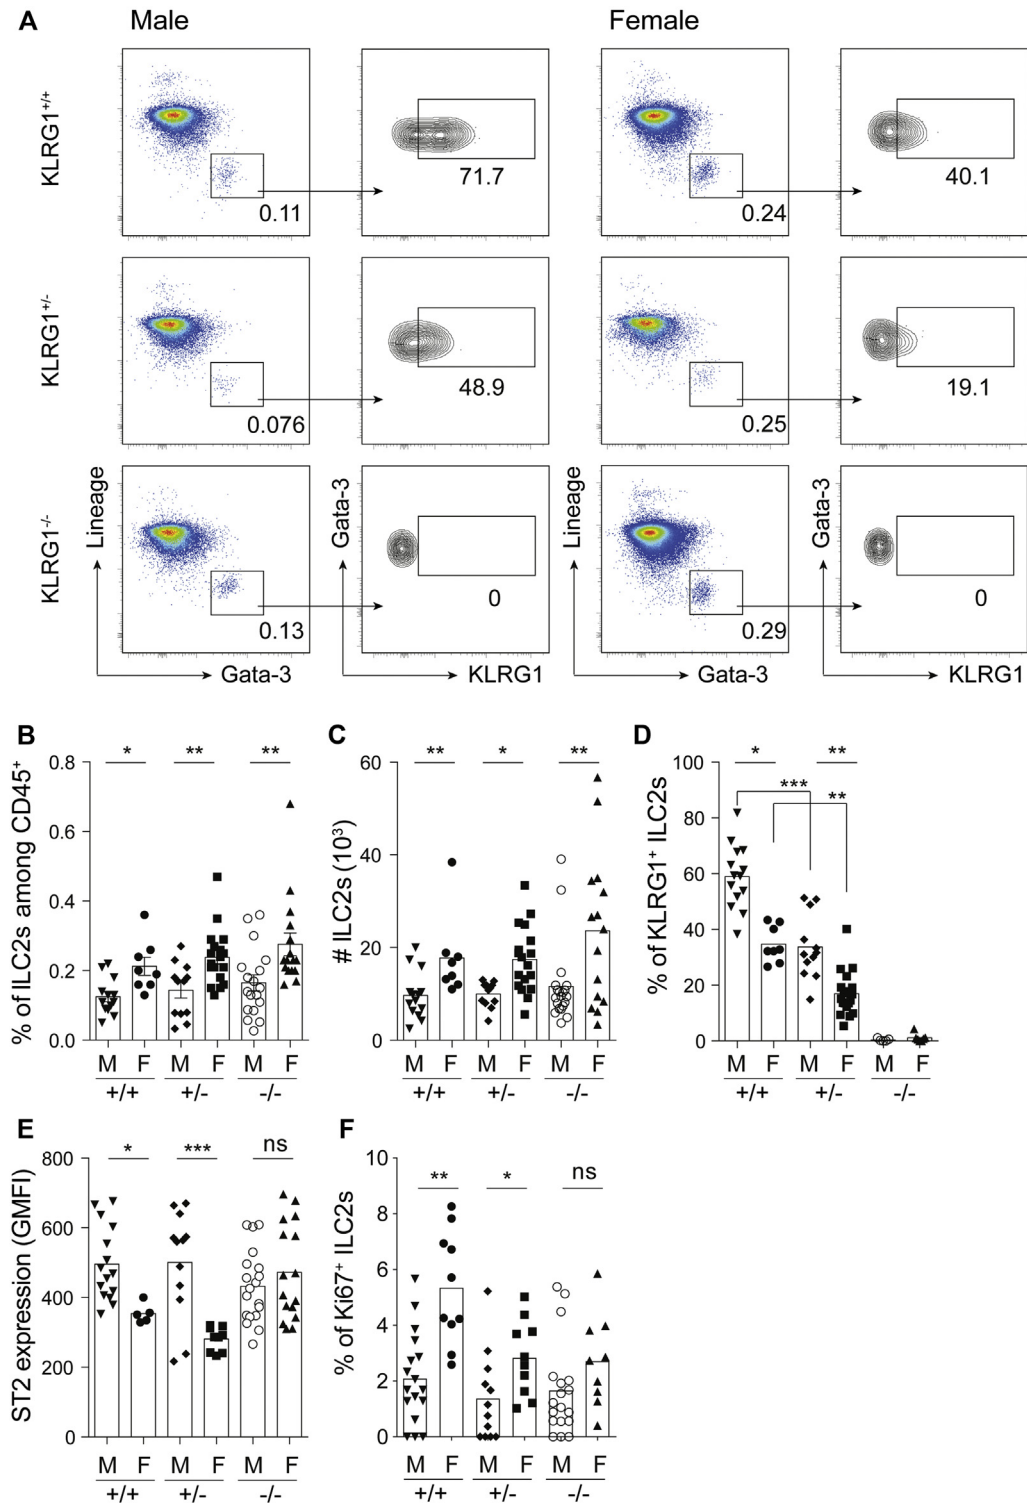 A Male Female
KLRG1+/+
0.11 71.7 0.24 40.1
KLRG1+/-
0.076 48.9 0.25 19.1
KLRG1-/-
Lineage Gata-3 Lineage Gata-3
0.13 0 0.29 0
Gata-3 KLRG1 Gata-3 KLRG1
B
% of ILC2s among CD45+
* ** **
0.8
0.6
0.4
0.2
0.0
M F M F M F
+/+ +/- -/-
C
# ILC2s (10³)
** * **
60
40
20
0
M F M F M F
+/+ +/- -/-
D
% of KLRG1+ ILC2s
* **
***
**
100
80
60
40
20
0
M F M F M F
+/+ +/- -/-
E
ST2 expression (GMFI)
* *** ns
800
600
400
200
0
M F M F M F
+/+ +/- -/-
F
% of Ki67+ ILC2s
** * ns
10
8
6
4
2
0
M F M F M F
+/+ +/- -/-